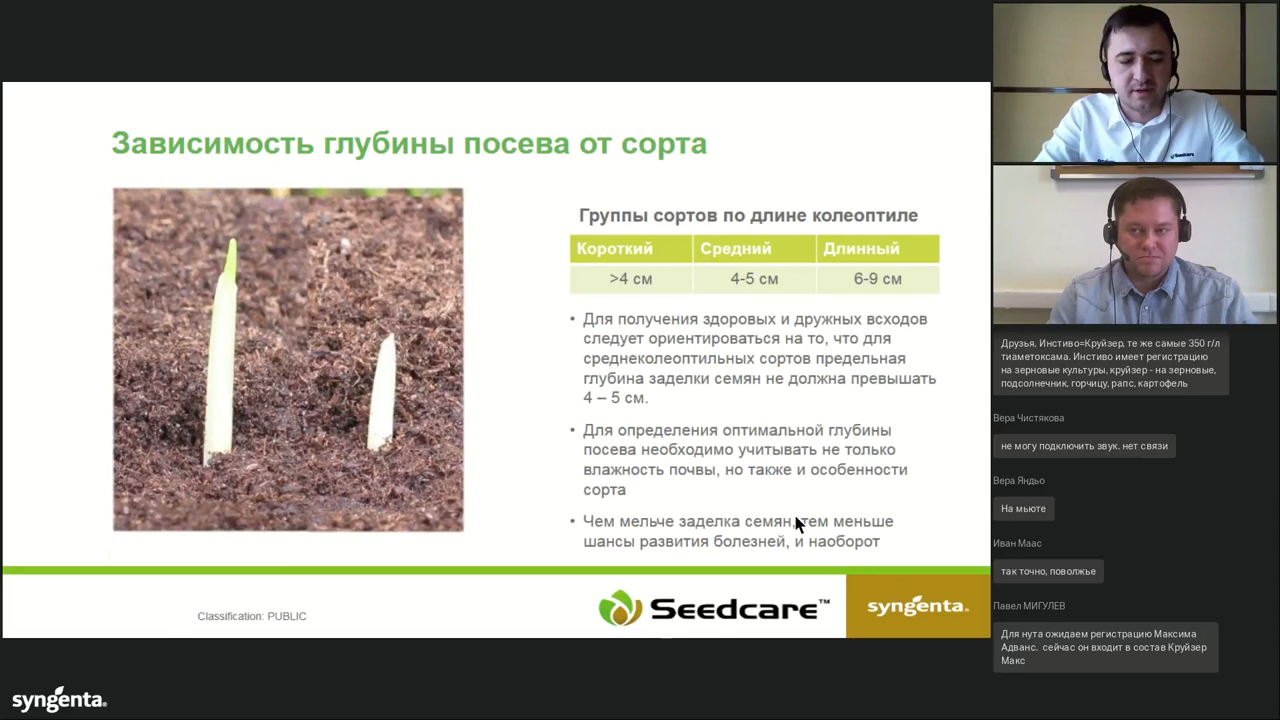 Зависимость глубины посева от сорта
Группы сортов по длине колеоптиле
Короткий Средний Длинный
>4 см 4-5 см 6-9 см
• Для получения здоровых и дружных всходов
следует ориентироваться на то, что для
среднеколеоптильных сортов предельная
глубина заделки семян не должна превышать
4 – 5 см.
• Для определения оптимальной глубины
посева необходимо учитывать не только
влажность почвы, но также и особенности
сорта
• Чем мельче заделка семян, тем меньше
шансы развития болезней, и наоборот
Classification: PUBLIC
Seedcare™
syngenta®
syngenta®
Seedcare
Друзья, Инстиво=Круйзер, те же самые 350 г/л
тиаметоксама. Инстиво имеет регистрацию
на зерновые культуры, круйзер - на зерновые,
подсолнечник, горчицу, рапс, картофель
Вера Чистякова
не могу подключить звук. нет связи
Вера Яндьо
На мьюте
Иван Маас
так точно, поволжье
Павел МИГУЛЕВ
Для нута ожидаем регистрацию Максима
Адванс. сейчас он входит в состав Круйзер
Макс